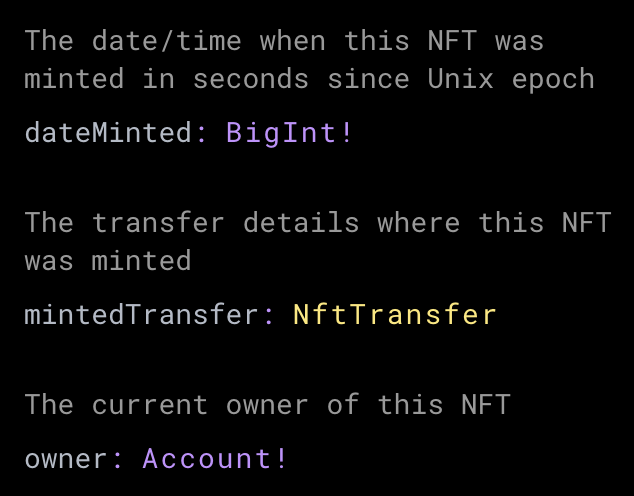 The date/time when this NFT was
minted in seconds since Unix epoch
dateMinted: BigInt!
The transfer details where this NFT
was minted
mintedTransfer: NftTransfer
The current owner of this NFT
owner: Account!